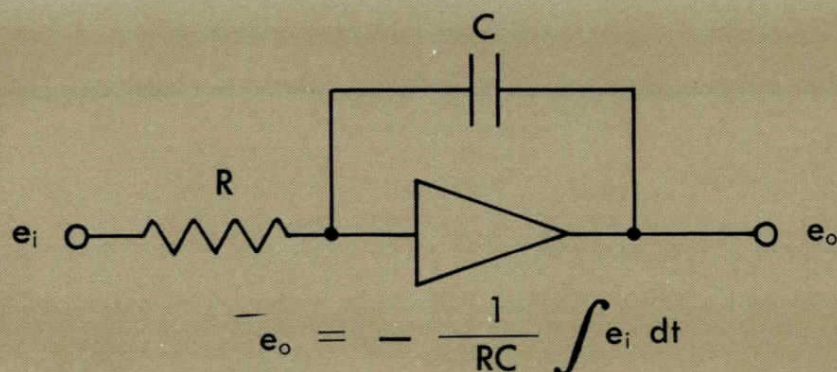 C
R
eᵢ eₒ
eₒ = - 1/RC ∫ eᵢ dt